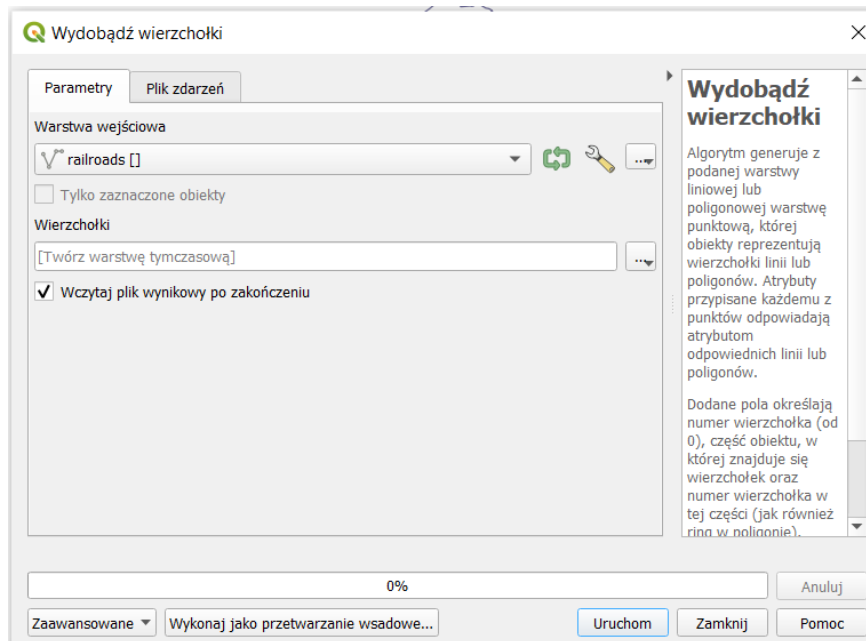 Wydobądź wierzchołki
Parametry
Plik zdarzeń
Warstwa wejściowa
railroads []
...
Tylko zaznaczone obiekty
Wierzchołki
[Twórz warstwę tymczasową]
...
Wczytaj plik wynikowy po zakończeniu
Wydobądź
wierzchołki
Algorytm generuje z
podanej warstwy
liniowej lub
poligonowej warstwę
punktową, której
obiekty reprezentują
wierzchołki linii lub
poligonów. Atrybuty
przypisane każdemu z
punktów odpowiadają
atrybutom
odpowiednich linii lub
poligonów.
Dodane pola określają
numer wierzchołka (od
0), część obiektu, w
której znajduje się
wierzchołek oraz
numer wierzchołka w
tej części (jak również
ring w poligonie).
0%
Anuluj
Zaawansowane
Wykonaj jako przetwarzanie wsadowe...
Uruchom
Zamknij
Pomoc